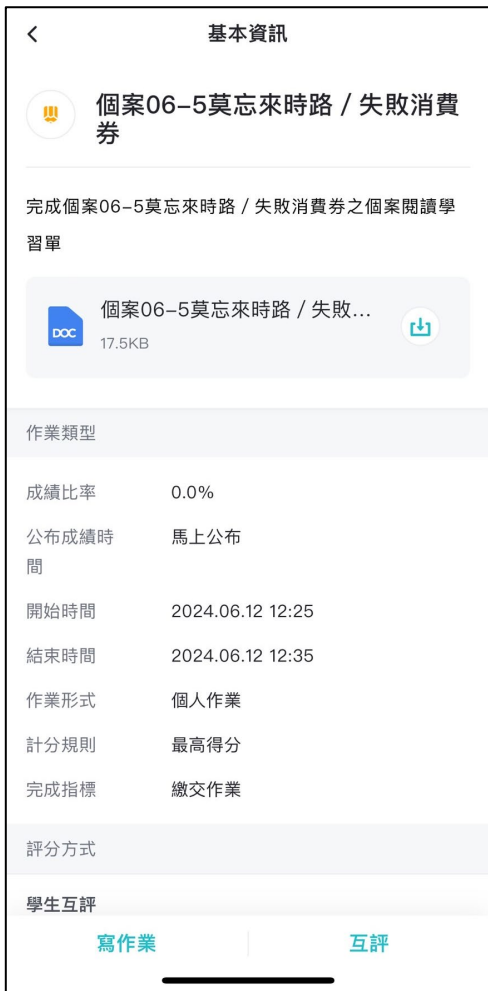 基本資訊
個案06-5莫忘來時路 / 失敗消費
券
完成個案06-5莫忘來時路 / 失敗消費券之個案閱讀學
習單
個案06-5莫忘來時路 / 失敗...
DOC
17.5KB
作業類型
成績比率 0.0%
公布成績時 馬上公布
間
開始時間 2024.06.12 12:25
結束時間 2024.06.12 12:35
作業形式 個人作業
計分規則 最高得分
完成指標 繳交作業
評分方式
學生互評
寫作業 互評